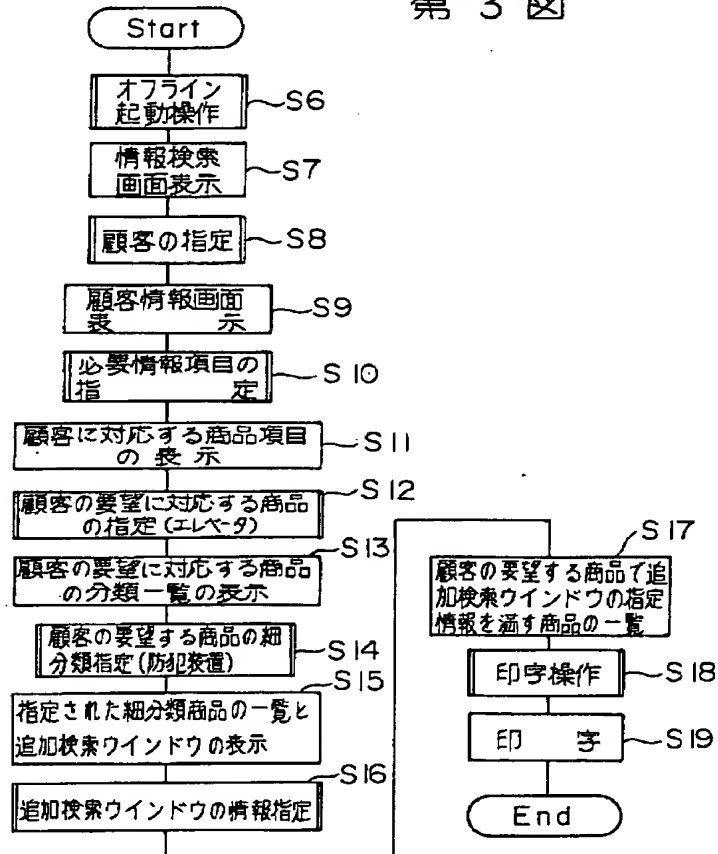 第 3 図
Start
オフライン
起動操作
S6
情報検索
画面表示
S7
顧客の指定
S8
顧客情報画面
表 示
S9
必要情報項目の
指 定
S10
顧客に対応する商品項目
の 表 示
S11
顧客の要望に対応する商品
の指定(エレベータ)
S12
顧客の要望に対応する商品
の分類一覧の表示
S13
顧客の要望する商品の細
分類指定(防犯装置)
S14
指定された細分類商品の一覧と
追加検索ウインドウの表示
S15
追加検索ウインドウの情報指定
S16
顧客の要望する商品で追
加検索ウインドウの指定
情報を満す商品の一覧
S17
印字操作
S18
印 字
S19
End